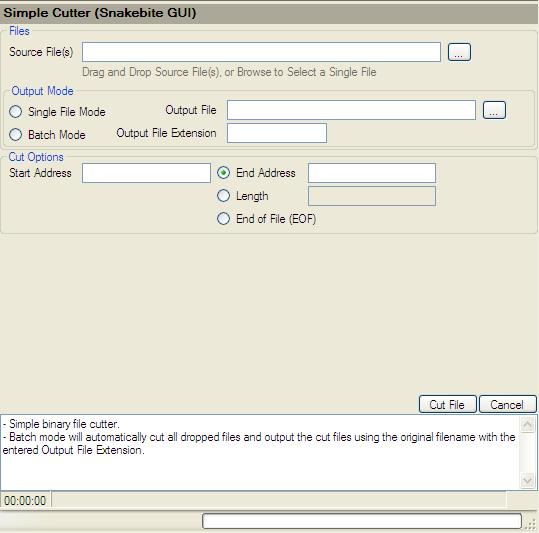 Simple Cutter (Snakebite GUI)
Files
Source File(s)
...
Drag and Drop Source File(s), or Browse to Select a Single File
Output Mode
Single File Mode
Output File
...
Batch Mode
Output File Extension
Cut Options
Start Address
End Address
Length
End of File (EOF)
Cut File
Cancel
- Simple binary file cutter.
- Batch mode will automatically cut all dropped files and output the cut files using the original filename with the
entered Output File Extension.
00:00:00